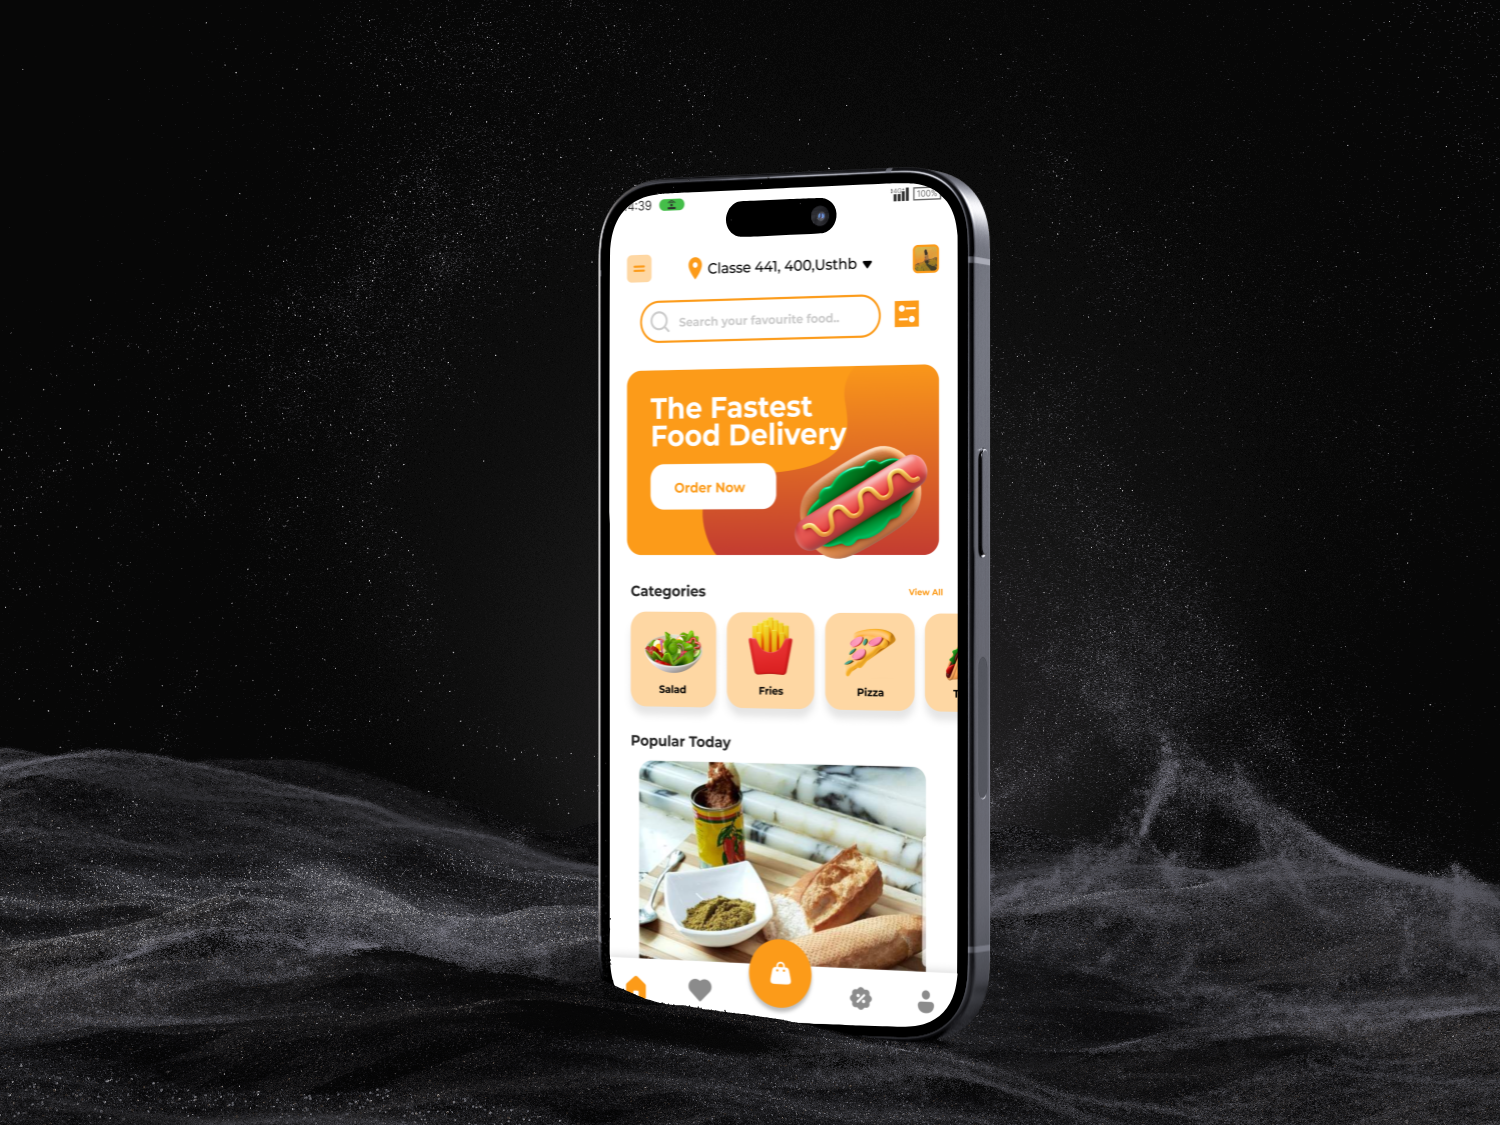 4:39
100%
Classe 441, 400,Usthb
Search your favourite food..
The Fastest
Food Delivery
Order Now
Categories
View All
Salad
Fries
Pizza
Popular Today